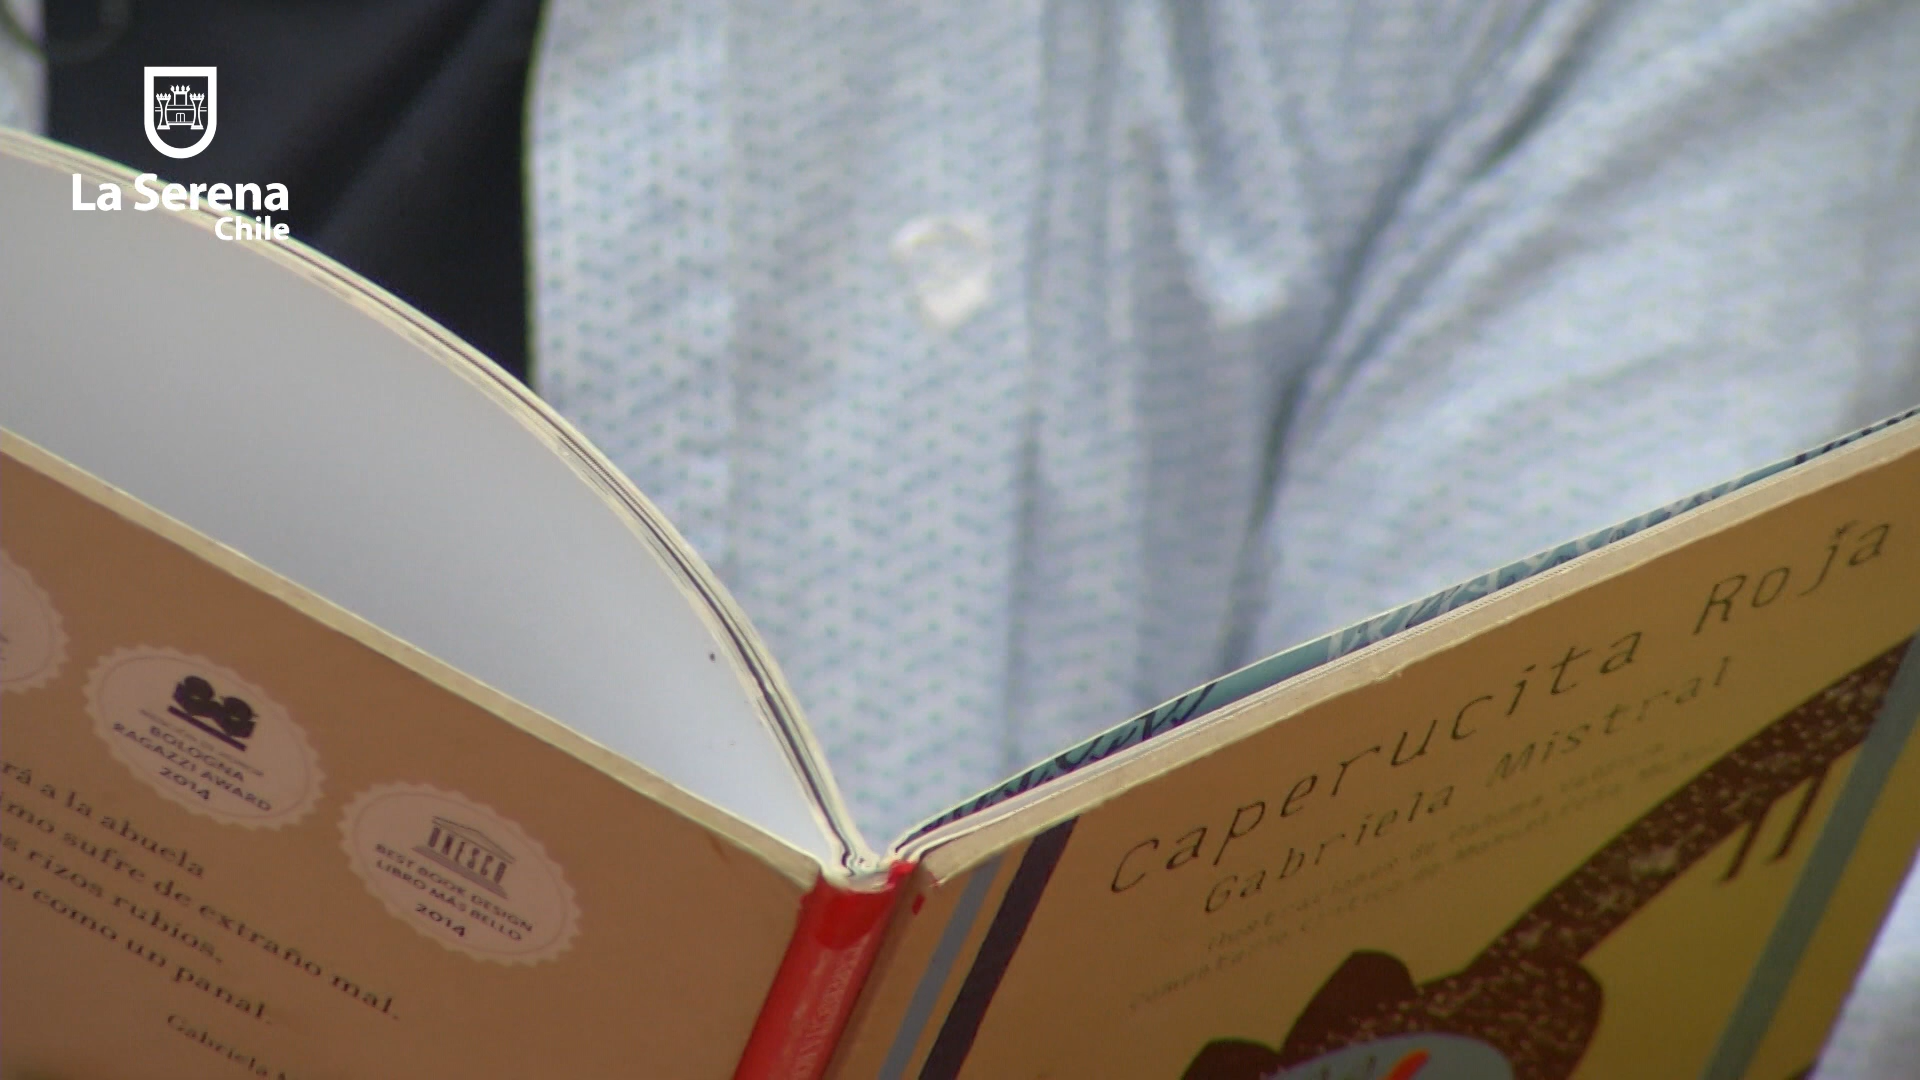 La Serena
Chile
BOLOGNA
RAGAZZI AWARD
2014
UNESCO
BEST BOOK DESIGN
LIBRO MÁS BELLO
2014
rá a la abuela
imo sufre de extraño mal.
s rizos rubios,
o como un panal.
Gabriela
Caperucita Roja
Gabriela Mistral